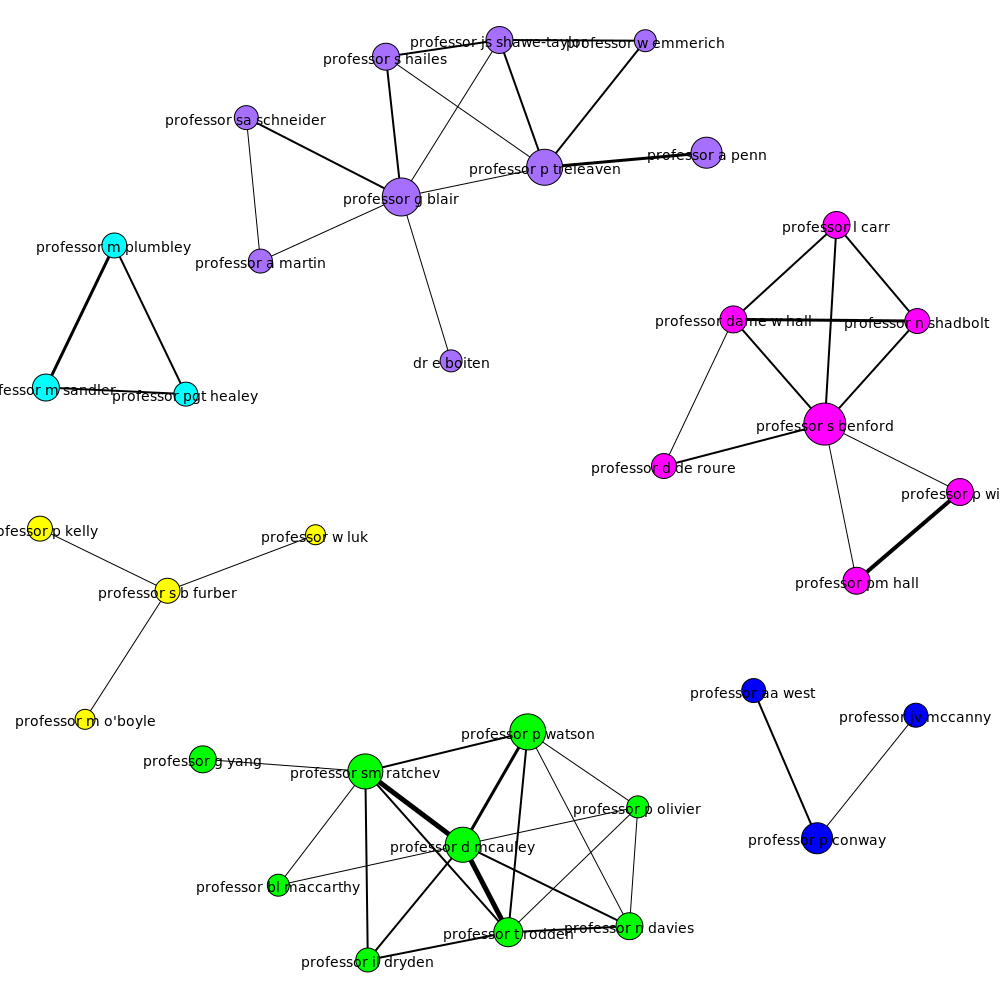 professor js shawe-taylor
professor w emmerich
professor s hailes
professor sa schneider
professor a penn
professor p treleaven
professor g blair
professor l carr
professor m plumbley
professor a martin
professor dame w hall
professor n shadbolt
dr e boiten
fessor m sandler
professor pgt healey
professor s benford
professor d de roure
professor p wi
ofessor p kelly
professor w luk
professor pm hall
professor s b furber
professor aa west
professor m o'boyle
professor jv mccanny
professor p watson
professor g yang
professor sm ratchev
professor p olivier
professor p conway
professor d mcauley
professor bl maccarthy
professor n davies
professor t rodden
professor il dryden